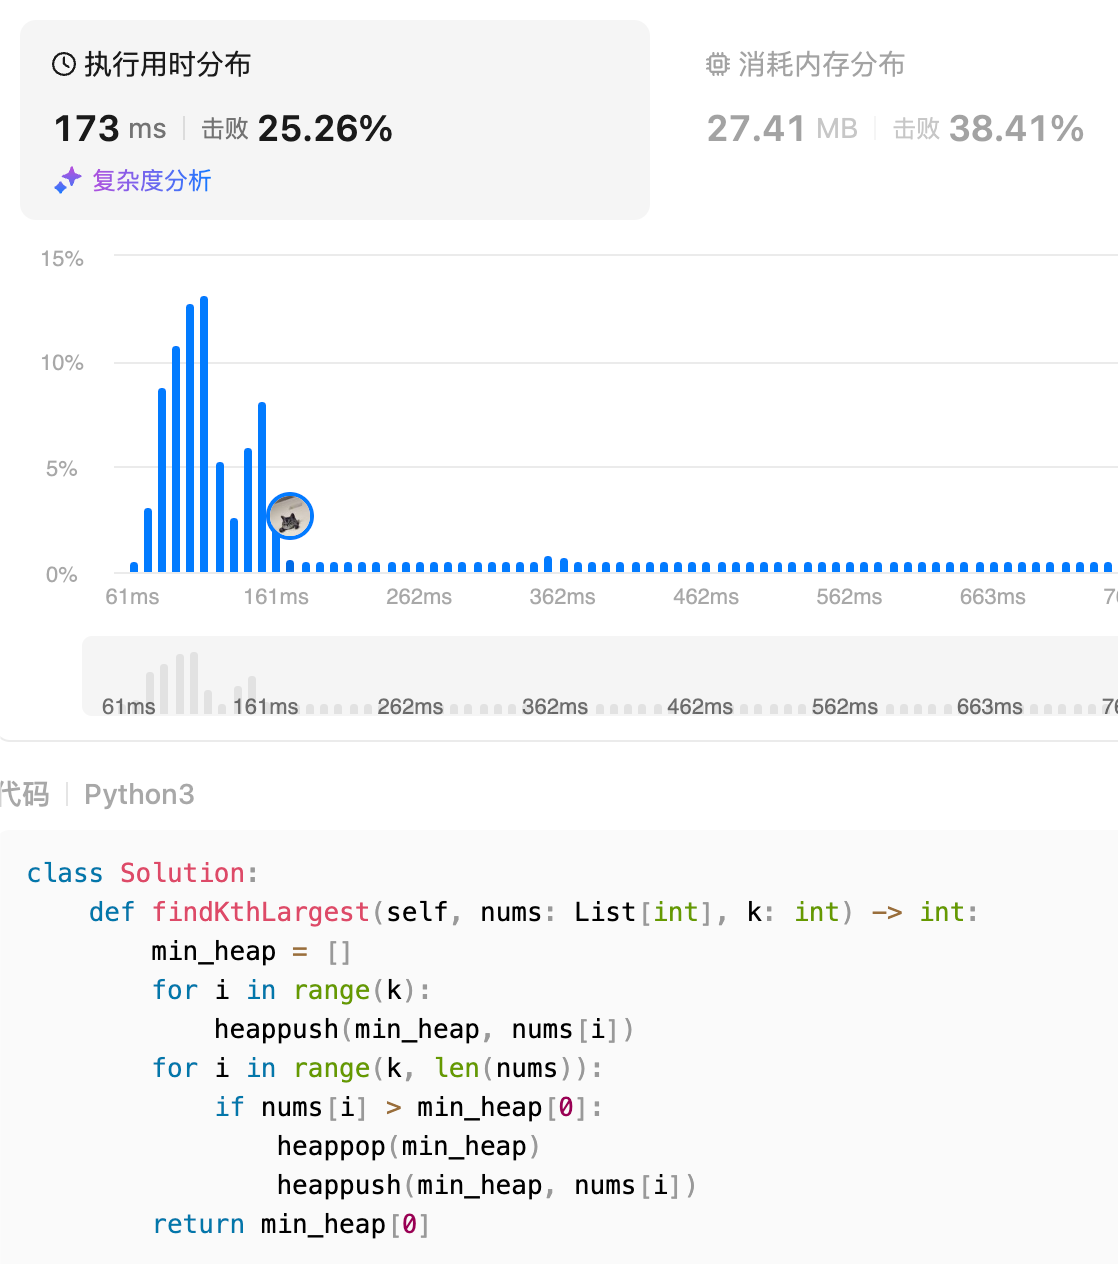 执行用时分布
173 ms | 击败 25.26%
复杂度分析
消耗内存分布
27.41 MB | 击败 38.41%
15%
10%
5%
0%
61ms 161ms 262ms 362ms 462ms 562ms 663ms
61ms 161ms 262ms 362ms 462ms 562ms 663ms
代码 | Python3
class Solution:
    def findKthLargest(self, nums: List[int], k: int) -> int:
        min_heap = []
        for i in range(k):
            heappush(min_heap, nums[i])
        for i in range(k, len(nums)):
            if nums[i] > min_heap[0]:
                heappop(min_heap)
                heappush(min_heap, nums[i])
        return min_heap[0]